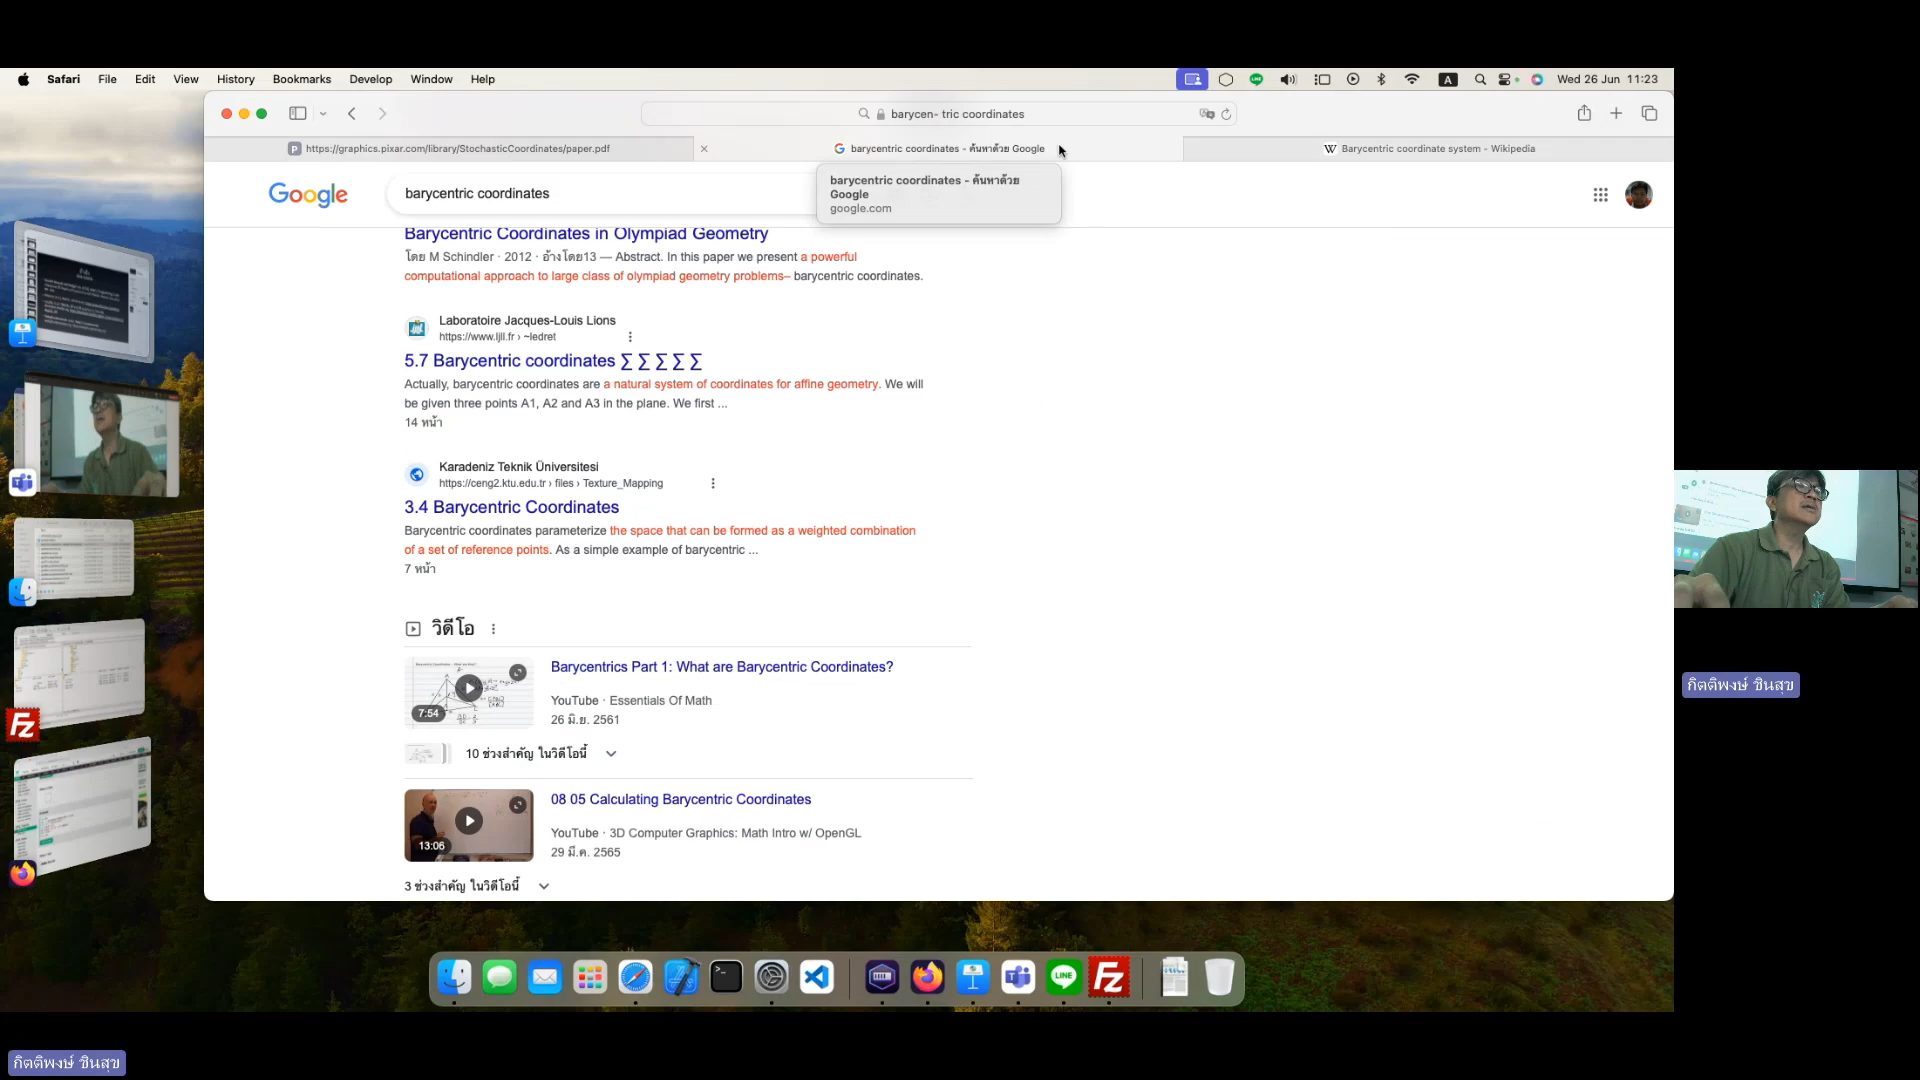 Safari File Edit View History Bookmarks Develop Window Help
A
Wed 26 Jun 11:23
barycen- tric coordinates
https://graphics.pixar.com/library/StochasticCoordinates/paper.pdf
barycentric coordinates - ค้นหาด้วย Google
W Barycentric coordinate system - Wikipedia
Google
barycentric coordinates
barycentric coordinates - ค้นหาด้วย
Google
google.com
Barycentric Coordinates in Olympiad Geometry
โดย M Schindler · 2012 · อ้างโดย13 — Abstract. In this paper we present a powerful
computational approach to large class of olympiad geometry problems– barycentric coordinates.
Laboratoire Jacques-Louis Lions
https://www.ljll.fr › ~ledret
5.7 Barycentric coordinates ∑ ∑ ∑ ∑ ∑
Actually, barycentric coordinates are a natural system of coordinates for affine geometry. We will
be given three points A1, A2 and A3 in the plane. We first ...
14 หน้า
Karadeniz Teknik Üniversitesi
https://ceng2.ktu.edu.tr › files › Texture_Mapping
3.4 Barycentric Coordinates
Barycentric coordinates parameterize the space that can be formed as a weighted combination
of a set of reference points. As a simple example of barycentric ...
7 หน้า
วิดีโอ
Barycentrics Part 1: What are Barycentric Coordinates?
7:54
YouTube · Essentials Of Math
26 มิ.ย. 2561
10 ช่วงสำคัญ ในวิดีโอนี้
08 05 Calculating Barycentric Coordinates
13:06
YouTube · 3D Computer Graphics: Math Intro w/ OpenGL
29 มี.ค. 2565
3 ช่วงสำคัญ ในวิดีโอนี้
LINE
Fz
กิตติพงษ์ ชินสุข
กิตติพงษ์ ชินสุข